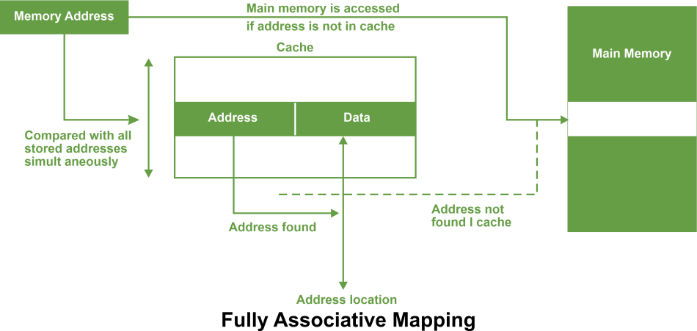 Memory Address
Main memory is accessed
if address is not in cache
Cache
Main Memory
Address
Data
Compared with all
stored addresses
simult aneously
Address found
Address not
found I cache
Address location
Fully Associative Mapping